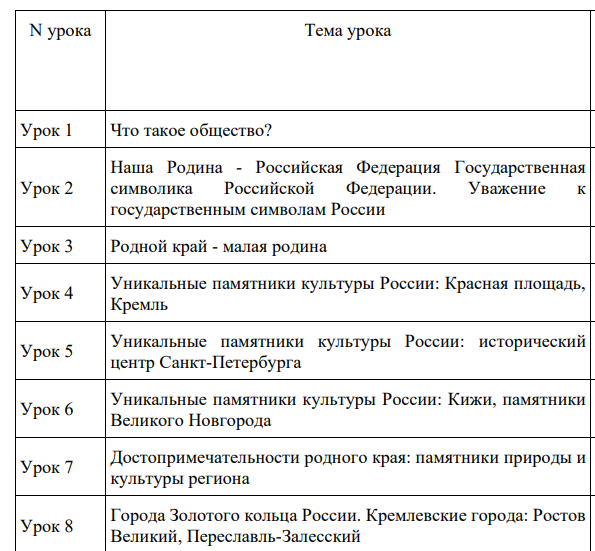 N урока Тема урока
Урок 1 Что такое общество?
Урок 2
Наша Родина - Российская Федерация Государственная
символика Российской Федерации. Уважение к
государственным символам России
Урок 3 Родной край - малая родина
Урок 4
Уникальные памятники культуры России: Красная площадь,
Кремль
Урок 5
Уникальные памятники культуры России: исторический
центр Санкт-Петербурга
Урок 6
Уникальные памятники культуры России: Кижи, памятники
Великого Новгорода
Урок 7
Достопримечательности родного края: памятники природы и
культуры региона
Урок 8
Города Золотого кольца России. Кремлевские города: Ростов
Великий, Переславль-Залесский